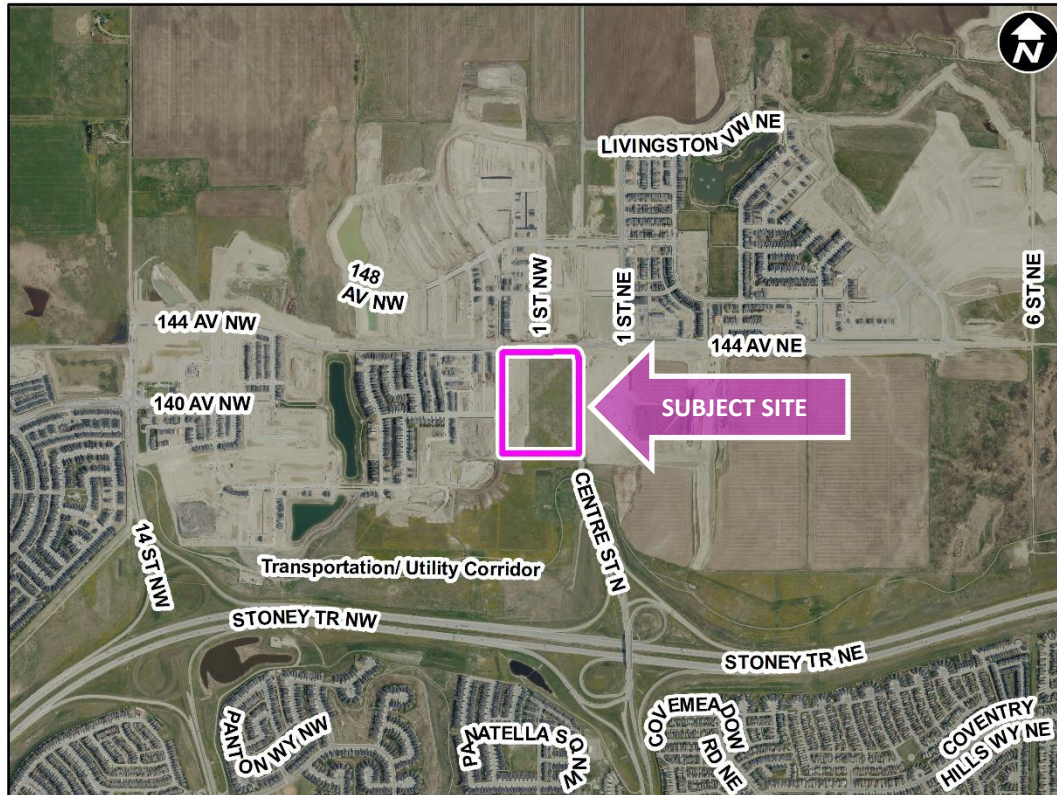 N
LIVINGSTON VW NE
148
AV NW
1 ST NW
1 ST NE
6 ST NE
144 AV NW
144 AV NE
140 AV NW
SUBJECT SITE
CENTRE ST N
14 ST NW
Transportation/ Utility Corridor
STONEY TR NW
STONEY TR NE
PANTON WY NW
PANATELLA SQ NW
COVEMEADOW
RD NE
COVENTRY
HILLS WY NE